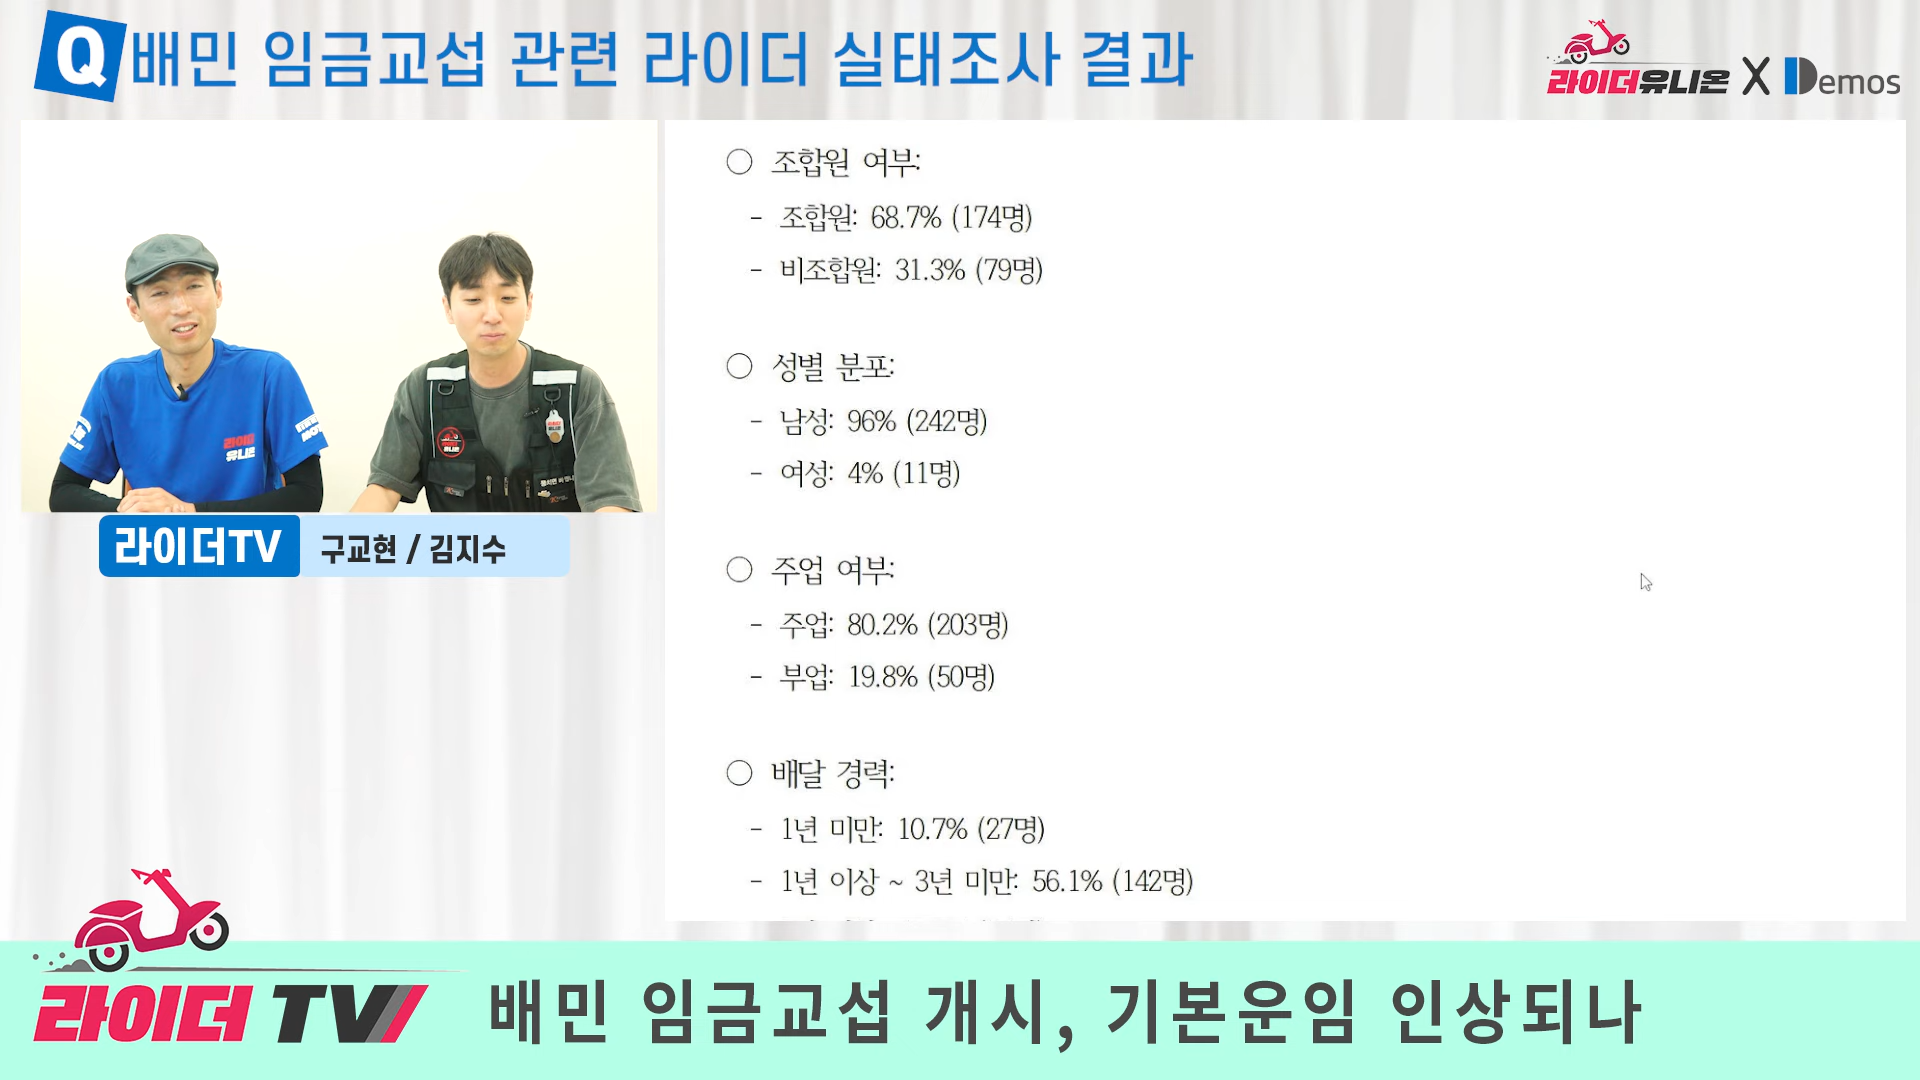 Q 배민 임금교섭 관련 라이더 실태조사 결과
라이더유니온 X Demos
○ 조합원 여부:
- 조합원: 68.7% (174명)
- 비조합원: 31.3% (79명)
○ 성별 분포:
- 남성: 96% (242명)
- 여성: 4% (11명)
○ 주업 여부:
- 주업: 80.2% (203명)
- 부업: 19.8% (50명)
○ 배달 경력:
- 1년 미만: 10.7% (27명)
- 1년 이상 ~ 3년 미만: 56.1% (142명)
라이더
유니온
라이더TV 구교현 / 김지수
라이더 TV
배민 임금교섭 개시, 기본운임 인상되나